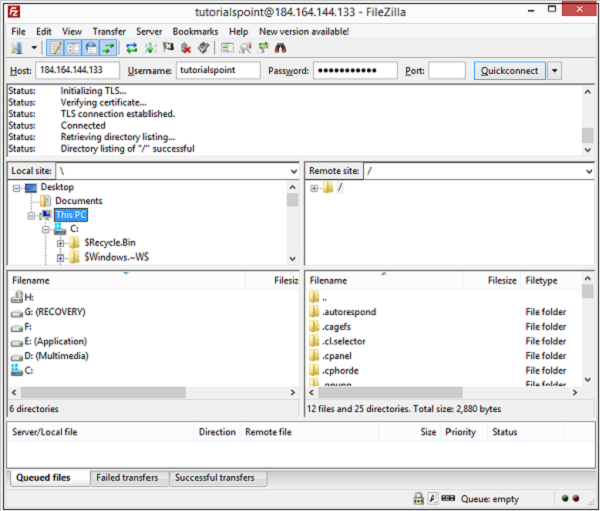 tutorialspoint@184.164.144.133 - FileZilla
File Edit View Transfer Server Bookmarks Help New version available!
Host: 184.164.144.133 Username: tutorialspoint Password: ●●●●●●●●●●● Port: Quickconnect
Status: Initializing TLS...
Status: Verifying certificate...
Status: TLS connection established.
Status: Connected
Status: Retrieving directory listing...
Status: Directory listing of "/" successful
Local site: \
Remote site: /
Desktop
Documents
This PC
C:
$Recycle.Bin
$Windows.~WS
/
Filename Filesiz
H:
G: (RECOVERY)
F:
E: (Application)
D: (Multimedia)
C:
6 directories
Filename Filesize Filetype
..
.autorespond File folder
.cagefs File folder
.cl.selector File folder
.cpanel File folder
.cphorde File folder
12 files and 25 directories. Total size: 2,880 bytes
Server/Local file Direction Remote file Size Priority Status
Queued files Failed transfers Successful transfers
Queue: empty